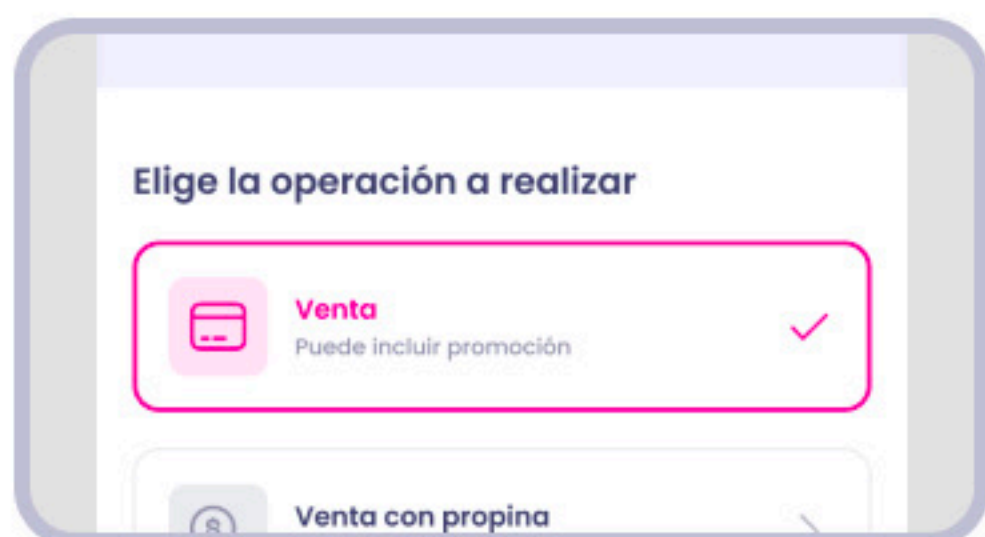 Elige la operación a realizar
Venta
Puede incluir promoción
Venta con propina